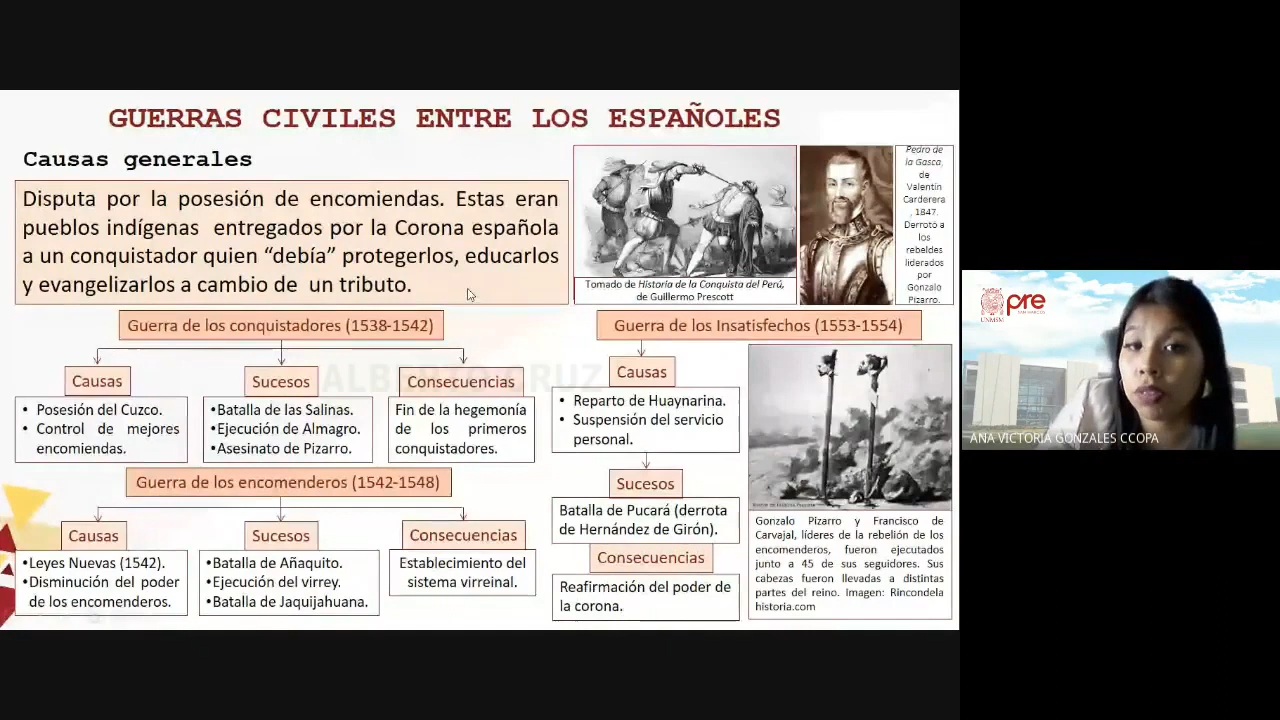 GUERRAS CIVILES ENTRE LOS ESPAÑOLES
Causas generales
Disputa por la posesión de encomiendas. Estas eran
pueblos indígenas entregados por la Corona española
a un conquistador quien “debía” protegerlos, educarlos
y evangelizarlos a cambio de un tributo.
Tomado de Historia de la Conquista del Perú,
de Guillermo Prescott
Pedro de
la Gasca,
de
Valentín
Carderera
, 1847.
Derrotó a
los
rebeldes
liderados
por
Gonzalo
Pizarro.
Guerra de los conquistadores (1538-1542)
Causas
• Posesión del Cuzco.
• Control de mejores
encomiendas.
Sucesos
•Batalla de las Salinas.
•Ejecución de Almagro.
•Asesinato de Pizarro.
Consecuencias
Fin de la hegemonía
de los primeros
conquistadores.
Guerra de los encomenderos (1542-1548)
Causas
•Leyes Nuevas (1542).
•Disminución del poder
de los encomenderos.
Sucesos
•Batalla de Añaquito.
•Ejecución del virrey.
•Batalla de Jaquijahuana.
Consecuencias
Establecimiento del
sistema virreinal.
Guerra de los Insatisfechos (1553-1554)
Causas
• Reparto de Huaynarina.
• Suspensión del servicio
personal.
Sucesos
Batalla de Pucará (derrota
de Hernández de Girón).
Consecuencias
Reafirmación del poder de
la corona.
Gonzalo Pizarro y Francisco de
Carvajal, líderes de la rebelión de los
encomenderos, fueron ejecutados
junto a 45 de sus seguidores. Sus
cabezas fueron llevadas a distintas
partes del reino. Imagen: Rincondela
historia.com
ALBERTO CRUZ
UNMSM
pre
SAN MARCOS
ANA VICTORIA GONZALES CCOPA